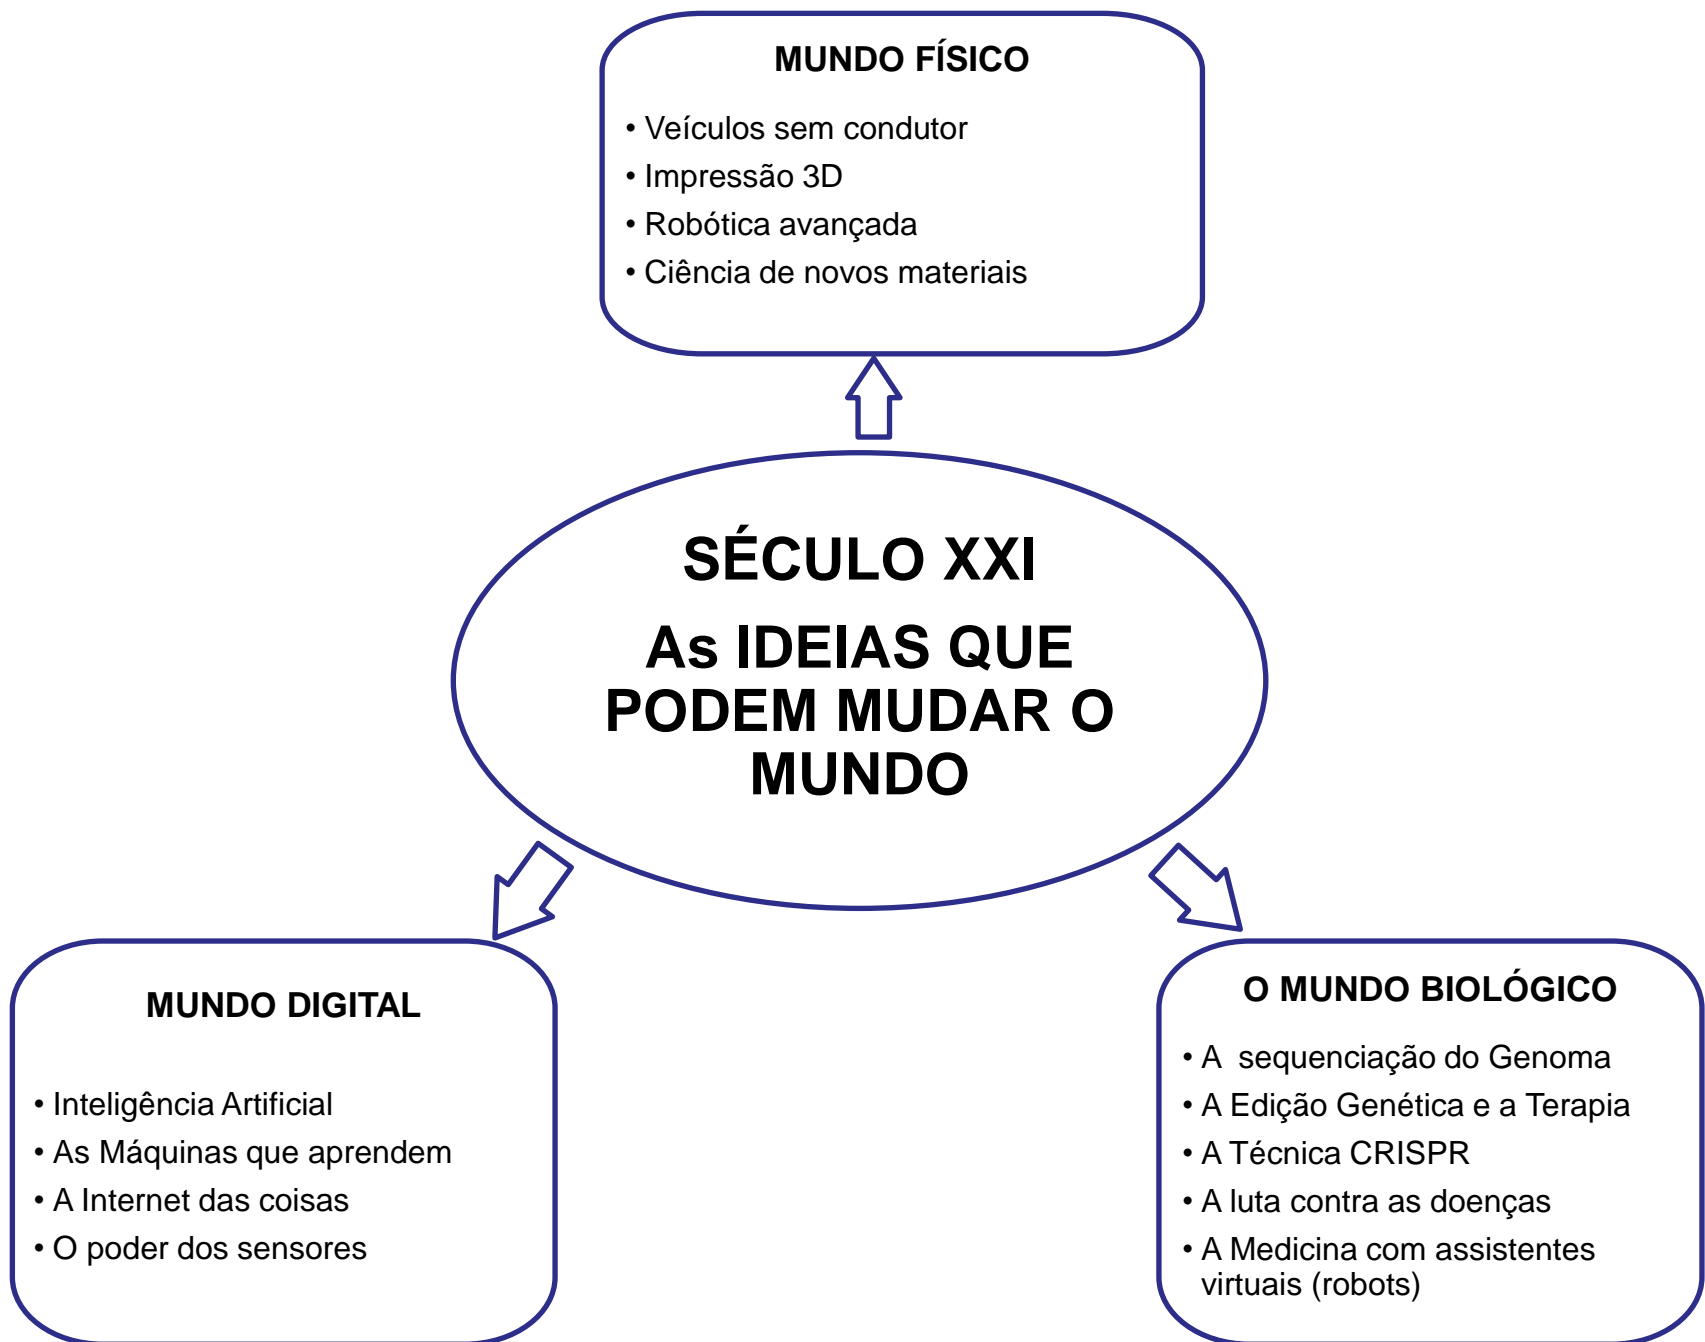 MUNDO FÍSICO
• Veículos sem condutor
• Impressão 3D
• Robótica avançada
• Ciência de novos materiais
SÉCULO XXI
As IDEIAS QUE
PODEM MUDAR O
MUNDO
MUNDO DIGITAL
• Inteligência Artificial
• As Máquinas que aprendem
• A Internet das coisas
• O poder dos sensores
O MUNDO BIOLÓGICO
• A  sequenciação do Genoma
• A Edição Genética e a Terapia
• A Técnica CRISPR
• A luta contra as doenças
• A Medicina com assistentes
virtuais (robots)